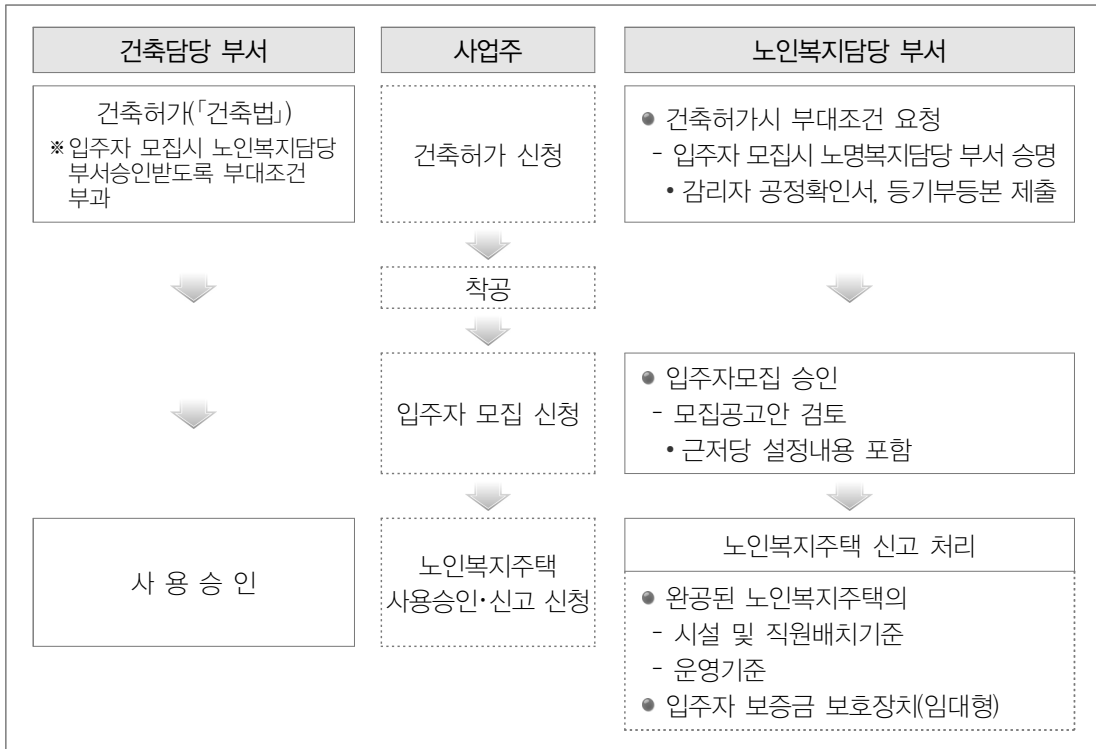 건축담당 부서
사업주
노인복지담당 부서
건축허가(「건축법」)
※ 입주자 모집시 노인복지담당
부서승인받도록 부대조건
부과
건축허가 신청
● 건축허가시 부대조건 요청
- 입주자 모집시 노명복지담당 부서 승명
• 감리자 공정확인서, 등기부등본 제출
착공
입주자 모집 신청
● 입주자모집 승인
- 모집공고안 검토
• 근저당 설정내용 포함
사 용 승 인
노인복지주택
사용승인·신고 신청
노인복지주택 신고 처리
● 완공된 노인복지주택의
- 시설 및 직원배치기준
- 운영기준
● 입주자 보증금 보호장치(임대형)